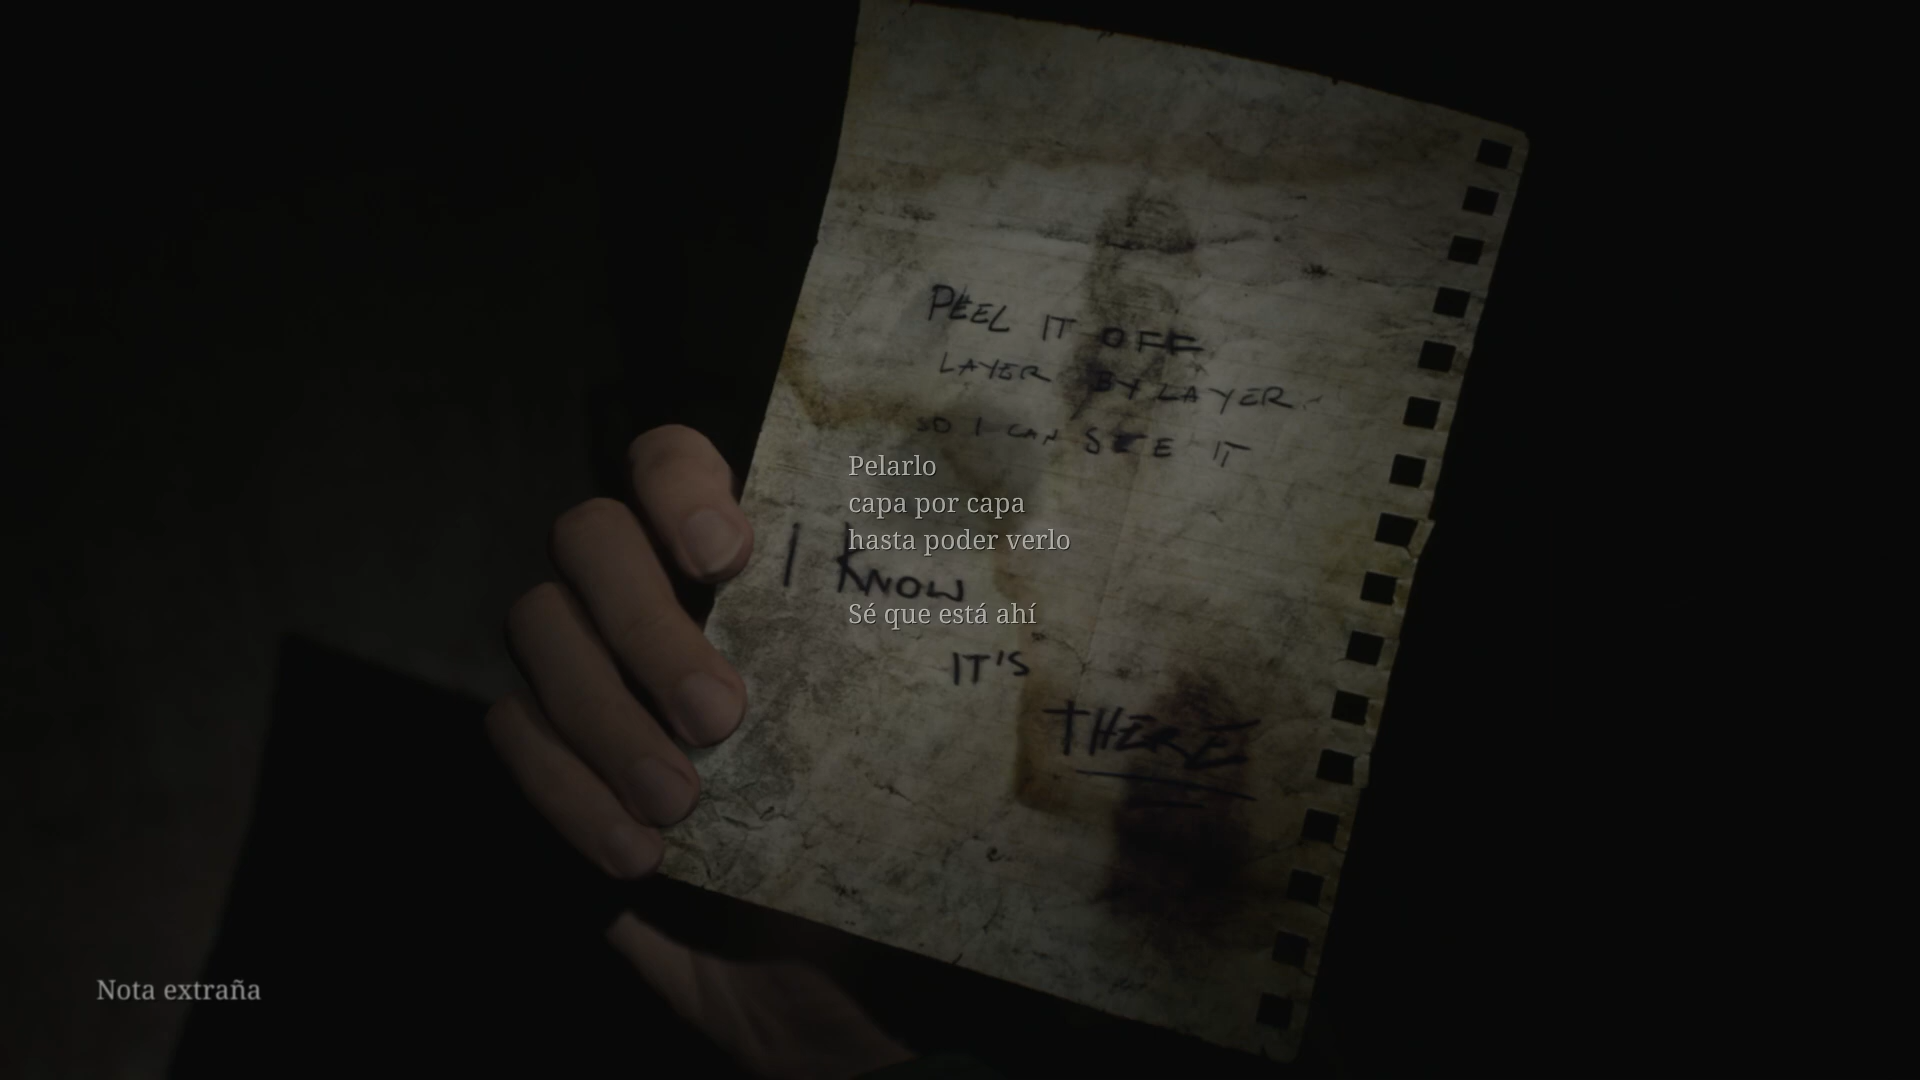 PEEL IT OFF
LAYER BY LAYER
SO I CAN SEE IT
I KNOW
IT'S
THERE
Pelarlo
capa por capa
hasta poder verlo
Sé que está ahí
Nota extraña